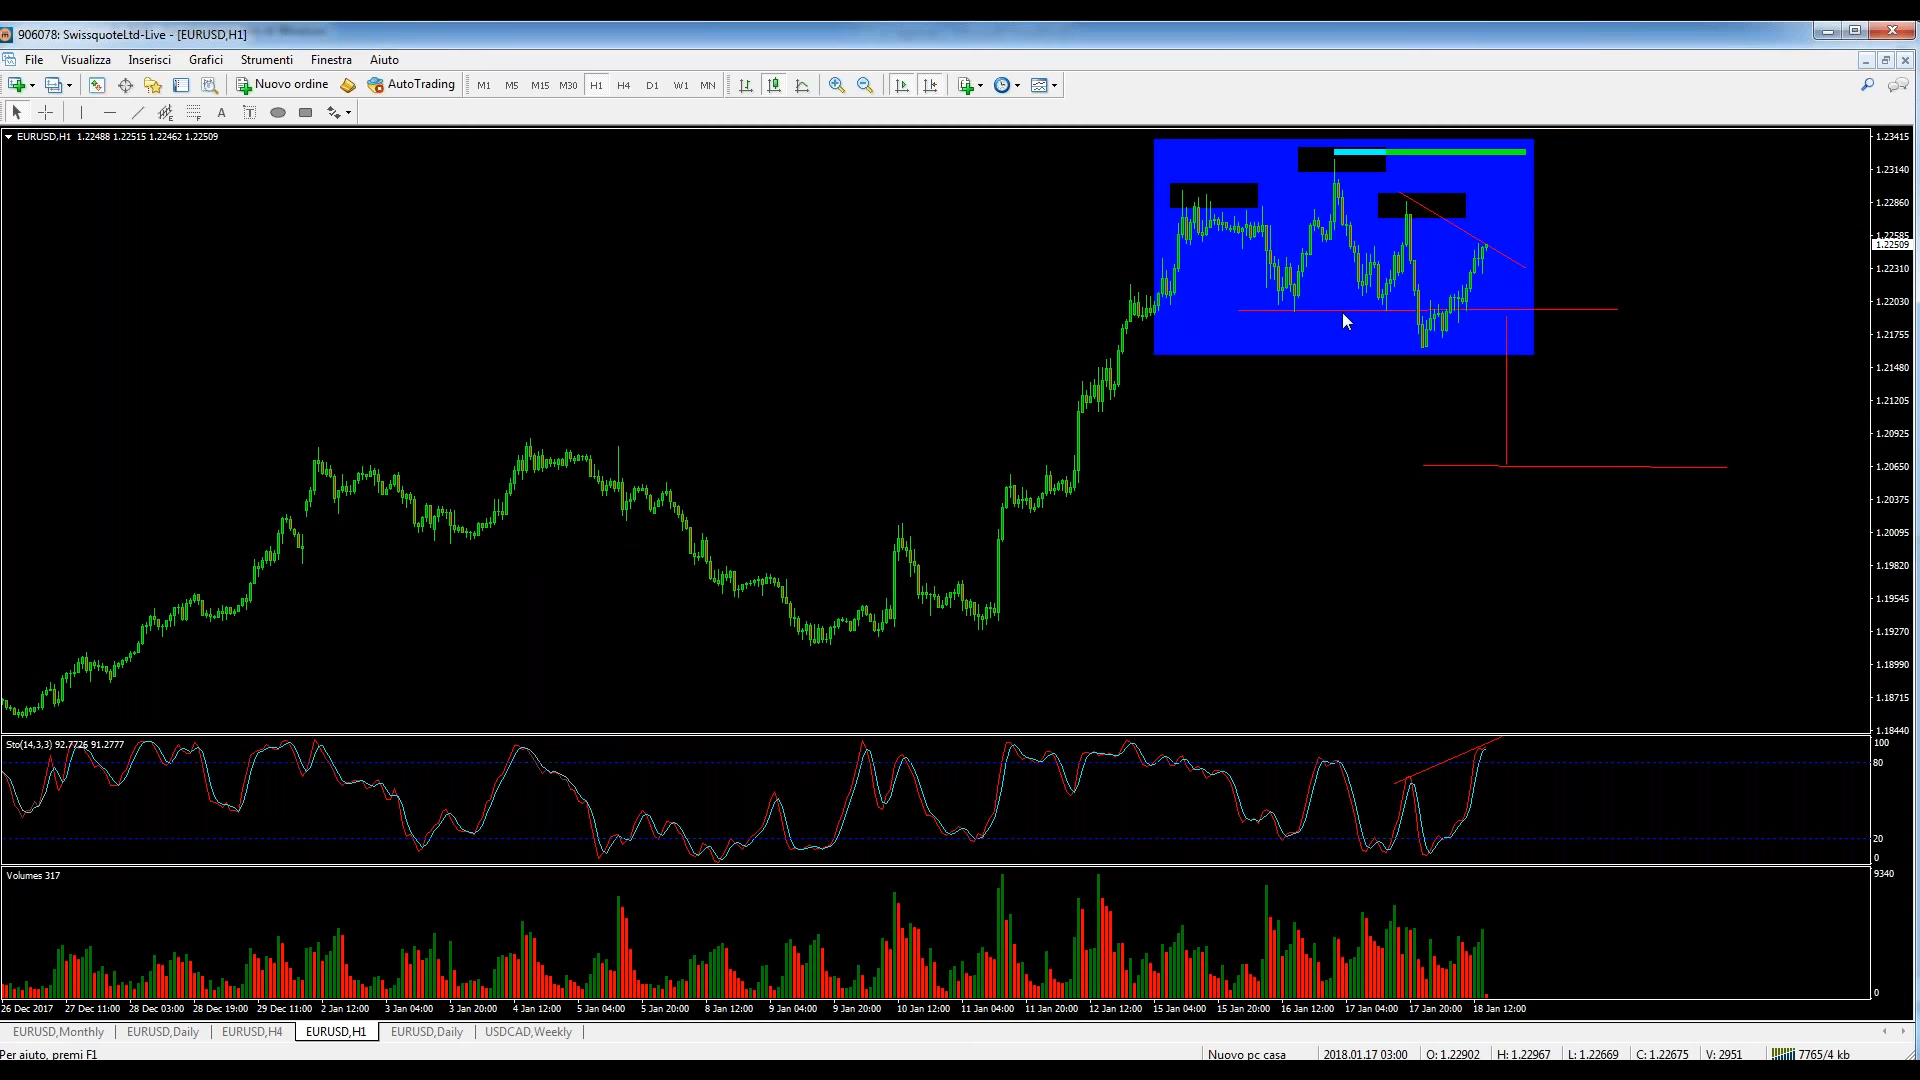 906078: SwissquoteLtd-Live - [EURUSD,H1]
File Visualizza Inserisci Grafici Strumenti Finestra Aiuto
Nuovo ordine AutoTrading M1 M5 M15 M30 H1 H4 D1 W1 MN
A T
EURUSD,H1 1.22488 1.22515 1.22462 1.22509
1.23415
1.23140
1.22860
1.22585
1.22509
1.22310
1.22030
1.21755
1.21480
1.21205
1.20925
1.20650
1.20375
1.20095
1.19820
1.19545
1.19270
1.18990
1.18715
1.18440
Sto(14,3,3) 92.7726 91.2777
100
80
20
0
Volumes 317
9340
0
26 Dec 2017 27 Dec 11:00 28 Dec 03:00 28 Dec 19:00 29 Dec 11:00 2 Jan 12:00 3 Jan 04:00 3 Jan 20:00 4 Jan 12:00 5 Jan 04:00 5 Jan 20:00 8 Jan 12:00 9 Jan 04:00 9 Jan 20:00 10 Jan 12:00 11 Jan 04:00 11 Jan 20:00 12 Jan 12:00 15 Jan 04:00 15 Jan 20:00 16 Jan 12:00 17 Jan 04:00 17 Jan 20:00 18 Jan 12:00
EURUSD,Monthly EURUSD,Daily EURUSD,H4 EURUSD,H1 EURUSD,Daily USDCAD,Weekly
Per aiuto, premi F1 Nuovo pc casa 2018.01.17 03:00 O: 1.22902 H: 1.22967 L: 1.22669 C: 1.22675 V: 2951 7765/4 kb